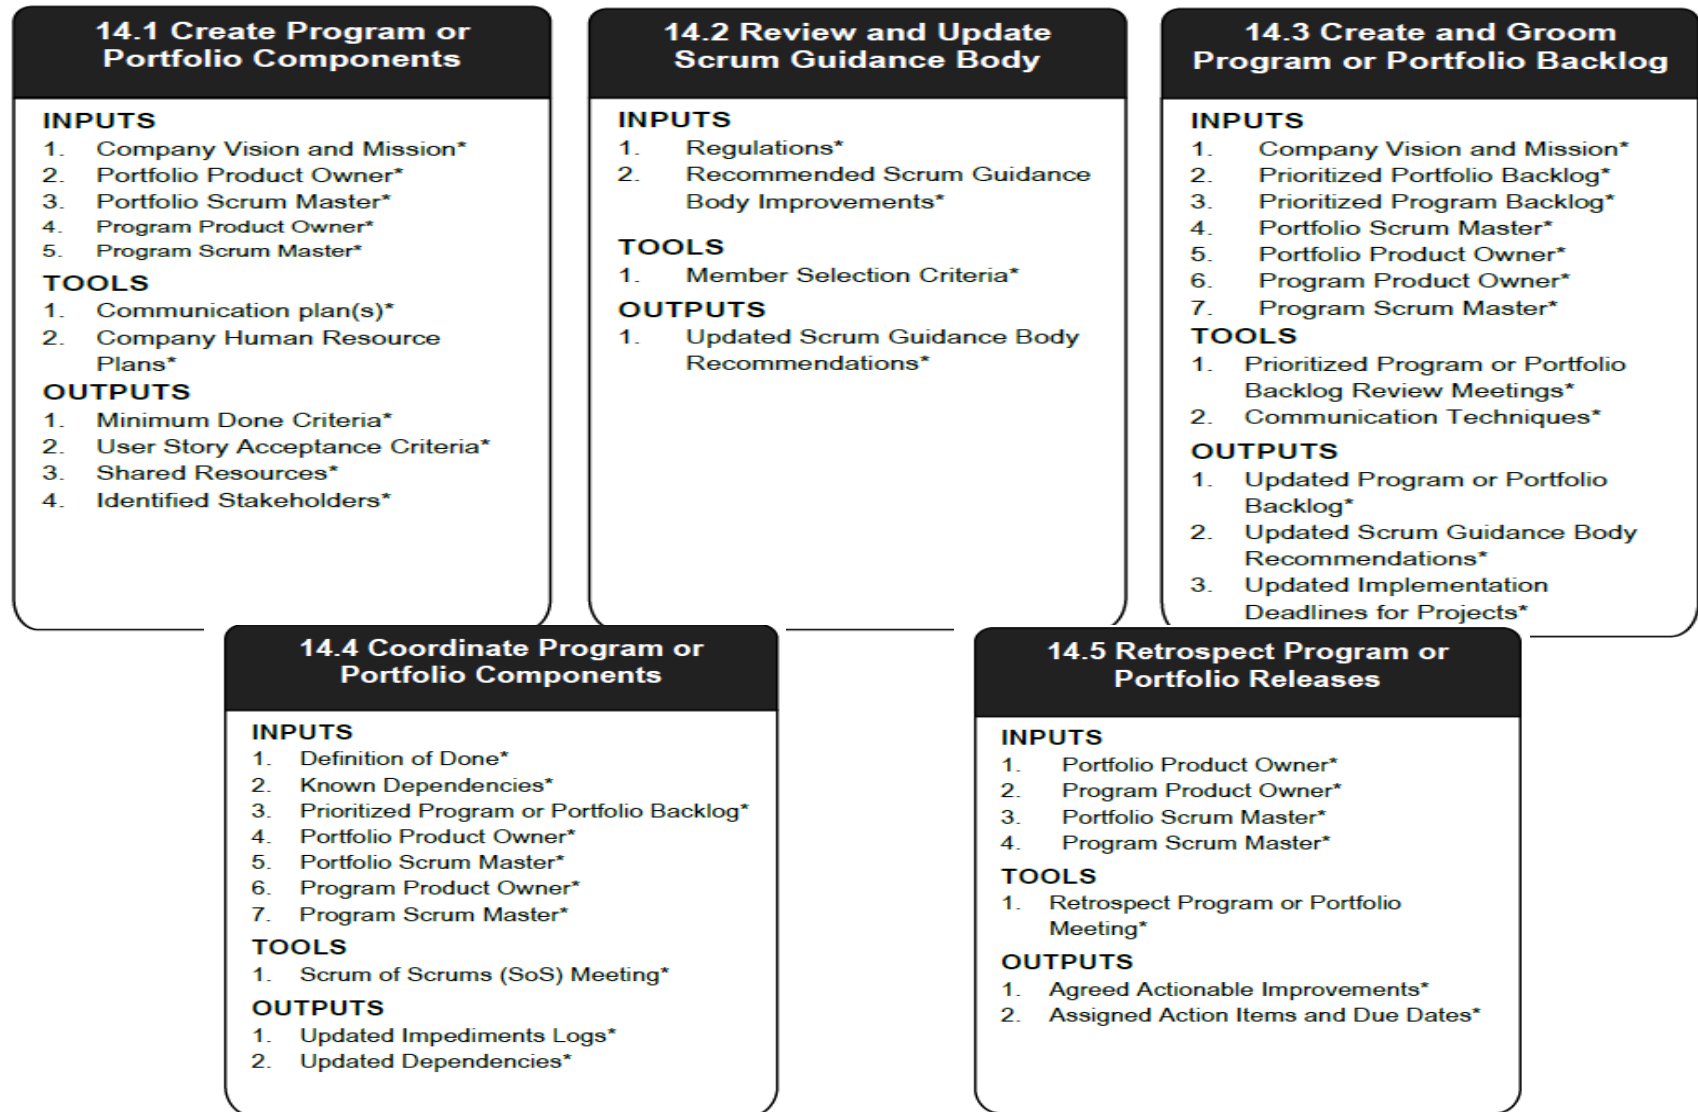 14.1 Create Program or
Portfolio Components
INPUTS
1. Company Vision and Mission*
2. Portfolio Product Owner*
3. Portfolio Scrum Master*
4. Program Product Owner*
5. Program Scrum Master*
TOOLS
1. Communication plan(s)*
2. Company Human Resource
Plans*
OUTPUTS
1. Minimum Done Criteria*
2. User Story Acceptance Criteria*
3. Shared Resources*
4. Identified Stakeholders*
14.2 Review and Update
Scrum Guidance Body
INPUTS
1. Regulations*
2. Recommended Scrum Guidance
Body Improvements*
TOOLS
1. Member Selection Criteria*
OUTPUTS
1. Updated Scrum Guidance Body
Recommendations*
14.3 Create and Groom
Program or Portfolio Backlog
INPUTS
1. Company Vision and Mission*
2. Prioritized Portfolio Backlog*
3. Prioritized Program Backlog*
4. Portfolio Scrum Master*
5. Portfolio Product Owner*
6. Program Product Owner*
7. Program Scrum Master*
TOOLS
1. Prioritized Program or Portfolio
Backlog Review Meetings*
2. Communication Techniques*
OUTPUTS
1. Updated Program or Portfolio
Backlog*
2. Updated Scrum Guidance Body
Recommendations*
3. Updated Implementation
Deadlines for Projects*
14.4 Coordinate Program or
Portfolio Components
INPUTS
1. Definition of Done*
2. Known Dependencies*
3. Prioritized Program or Portfolio Backlog*
4. Portfolio Product Owner*
5. Portfolio Scrum Master*
6. Program Product Owner*
7. Program Scrum Master*
TOOLS
1. Scrum of Scrums (SoS) Meeting*
OUTPUTS
1. Updated Impediments Logs*
2. Updated Dependencies*
14.5 Retrospect Program or
Portfolio Releases
INPUTS
1. Portfolio Product Owner*
2. Program Product Owner*
3. Portfolio Scrum Master*
4. Program Scrum Master*
TOOLS
1. Retrospect Program or Portfolio
Meeting*
OUTPUTS
1. Agreed Actionable Improvements*
2. Assigned Action Items and Due Dates*